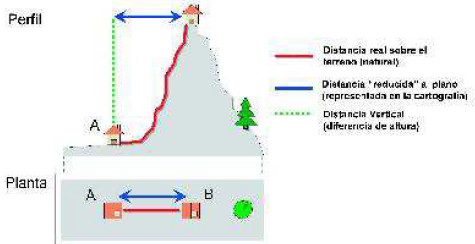 Perfil
Distancia real sobre el
terreno (natural)
Distancia "reducida" a plano
(representada en la cartografía)
Distancia Vertical
(diferencia de altura)
A
Planta
A
B